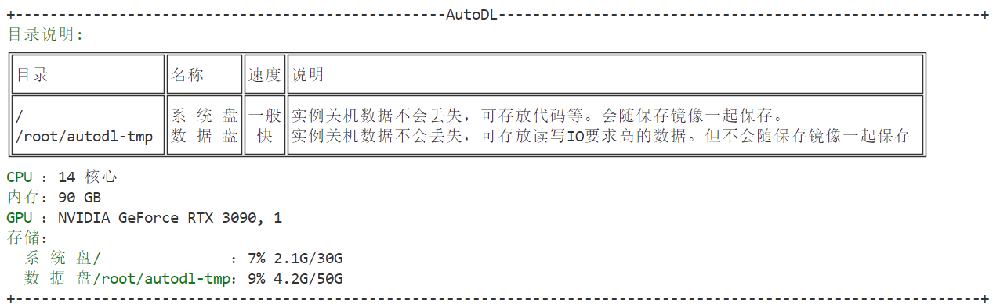 +--------------------------------------------------AutoDL--------------------------------------------------------+
目录说明:
目录 名称 速度 说明
/ 系 统 盘 一般 实例关机数据不会丢失，可存放代码等。会随保存镜像一起保存。
/root/autodl-tmp 数 据 盘 快 实例关机数据不会丢失，可存放读写IO要求高的数据。但不会随保存镜像一起保存
CPU ：14 核心
内存：90 GB
GPU ：NVIDIA GeForce RTX 3090, 1
存储：
系 统 盘/ ：7% 2.1G/30G
数 据 盘/root/autodl-tmp：9% 4.2G/50G
+----------------------------------------------------------------------------------------------------------------+